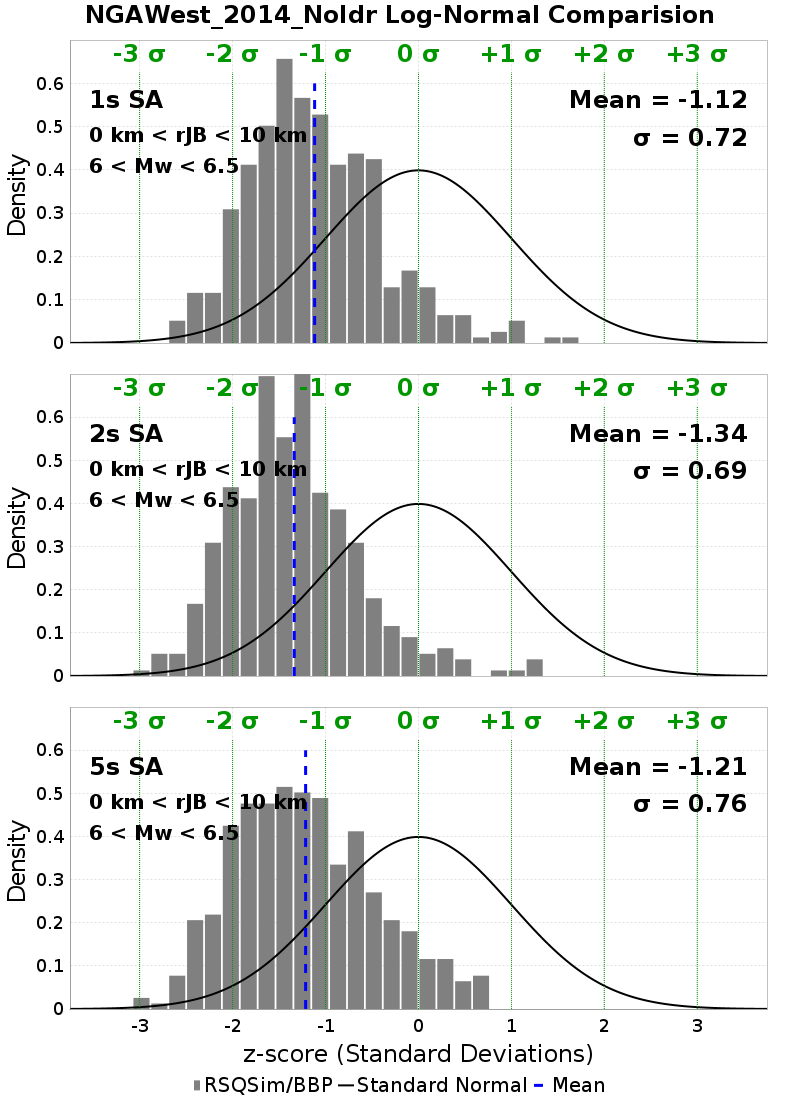 NGAWest_2014_NoIdr Log-Normal Comparision
-3 σ -2 σ -1 σ 0 σ +1 σ +2 σ +3 σ
1s SA
0 km < rJB < 10 km
6 < Mw < 6.5
Mean = -1.12
σ = 0.72
0.6
0.5
0.4
0.3
0.2
0.1
0
Density
-3 σ -2 σ -1 σ 0 σ +1 σ +2 σ +3 σ
2s SA
0 km < rJB < 10 km
6 < Mw < 6.5
Mean = -1.34
σ = 0.69
0.6
0.5
0.4
0.3
0.2
0.1
0
Density
-3 σ -2 σ -1 σ 0 σ +1 σ +2 σ +3 σ
5s SA
0 km < rJB < 10 km
6 < Mw < 6.5
Mean = -1.21
σ = 0.76
0.6
0.5
0.4
0.3
0.2
0.1
0
Density
-3 -2 -1 0 1 2 3
z-score (Standard Deviations)
RSQSim/BBP Standard Normal Mean